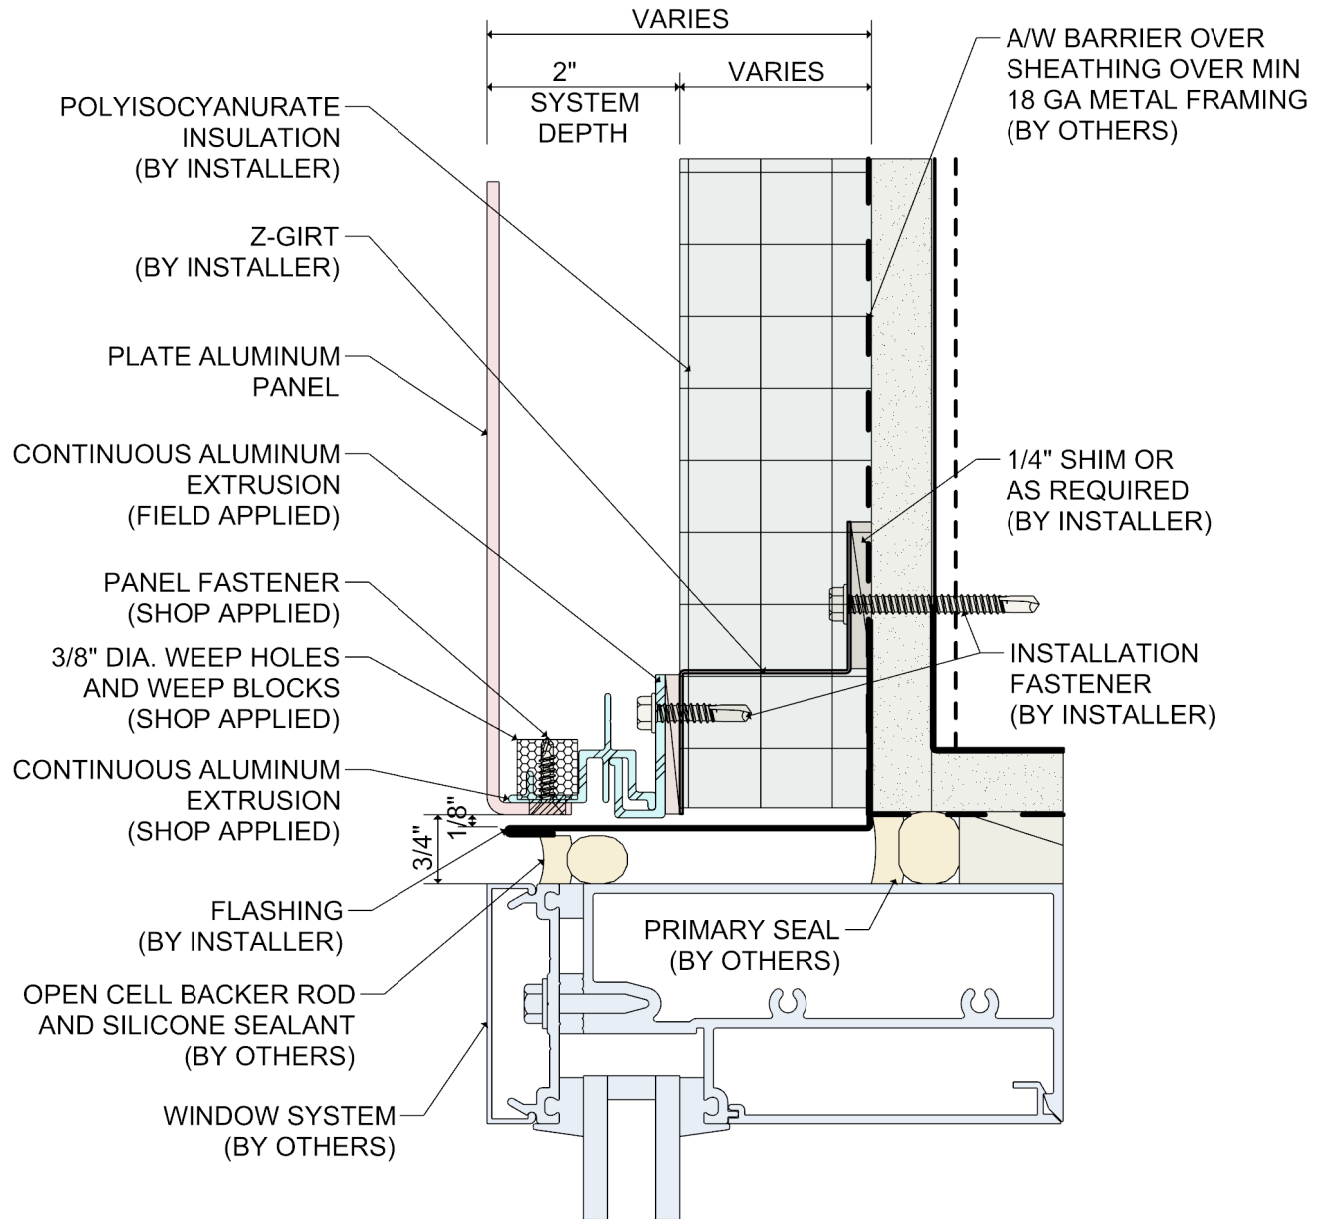 VARIES
2"
SYSTEM
DEPTH
VARIES
A/W BARRIER OVER
SHEATHING OVER MIN
18 GA METAL FRAMING
(BY OTHERS)
POLYISOCYANURATE
INSULATION
(BY INSTALLER)
Z-GIRT
(BY INSTALLER)
PLATE ALUMINUM
PANEL
CONTINUOUS ALUMINUM
EXTRUSION
(FIELD APPLIED)
1/4" SHIM OR
AS REQUIRED
(BY INSTALLER)
PANEL FASTENER
(SHOP APPLIED)
3/8" DIA. WEEP HOLES
AND WEEP BLOCKS
(SHOP APPLIED)
INSTALLATION
FASTENER
(BY INSTALLER)
CONTINUOUS ALUMINUM
EXTRUSION
(SHOP APPLIED)
1/8"
3/4"
FLASHING
(BY INSTALLER)
PRIMARY SEAL
(BY OTHERS)
OPEN CELL BACKER ROD
AND SILICONE SEALANT
(BY OTHERS)
WINDOW SYSTEM
(BY OTHERS)